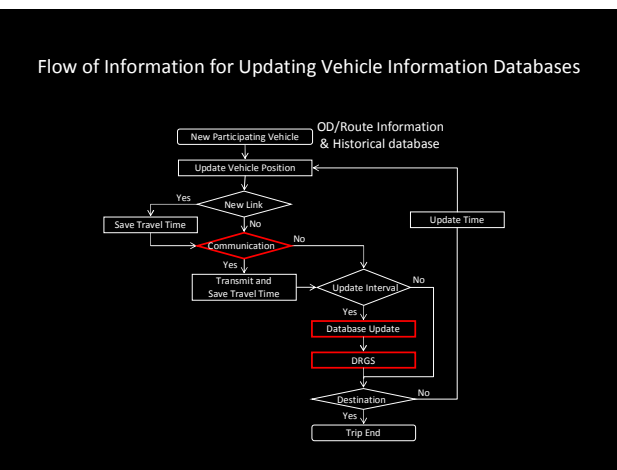 Flow of Information for Updating Vehicle Information Databases
OD/Route Information
& Historical database
New Participating Vehicle
Update Vehicle Position
Yes
New Link
No
Save Travel Time
Update Time
Communication
No
Yes
Transmit and
Save Travel Time
Update Interval
No
Yes
Database Update
DRGS
Destination
No
Yes
Trip End